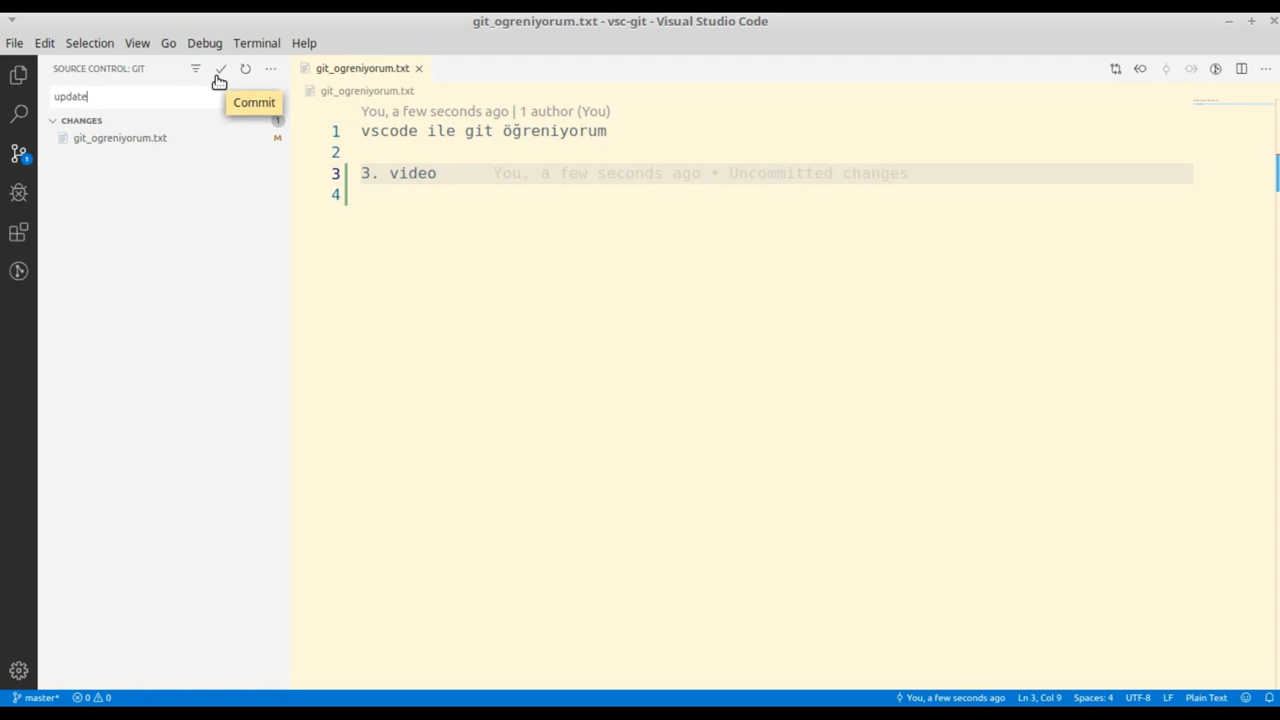 git_ogreniyorum.txt - vsc-git - Visual Studio Code
File Edit Selection View Go Debug Terminal Help
SOURCE CONTROL: GIT
git_ogreniyorum.txt
update
Commit
CHANGES 1
git_ogreniyorum.txt M
1
git_ogreniyorum.txt
You, a few seconds ago | 1 author (You)
1 vscode ile git öğreniyorum
2
3 3. video You, a few seconds ago • Uncommitted changes
4
master* 0 0 You, a few seconds ago Ln 3, Col 9 Spaces: 4 UTF-8 LF Plain Text